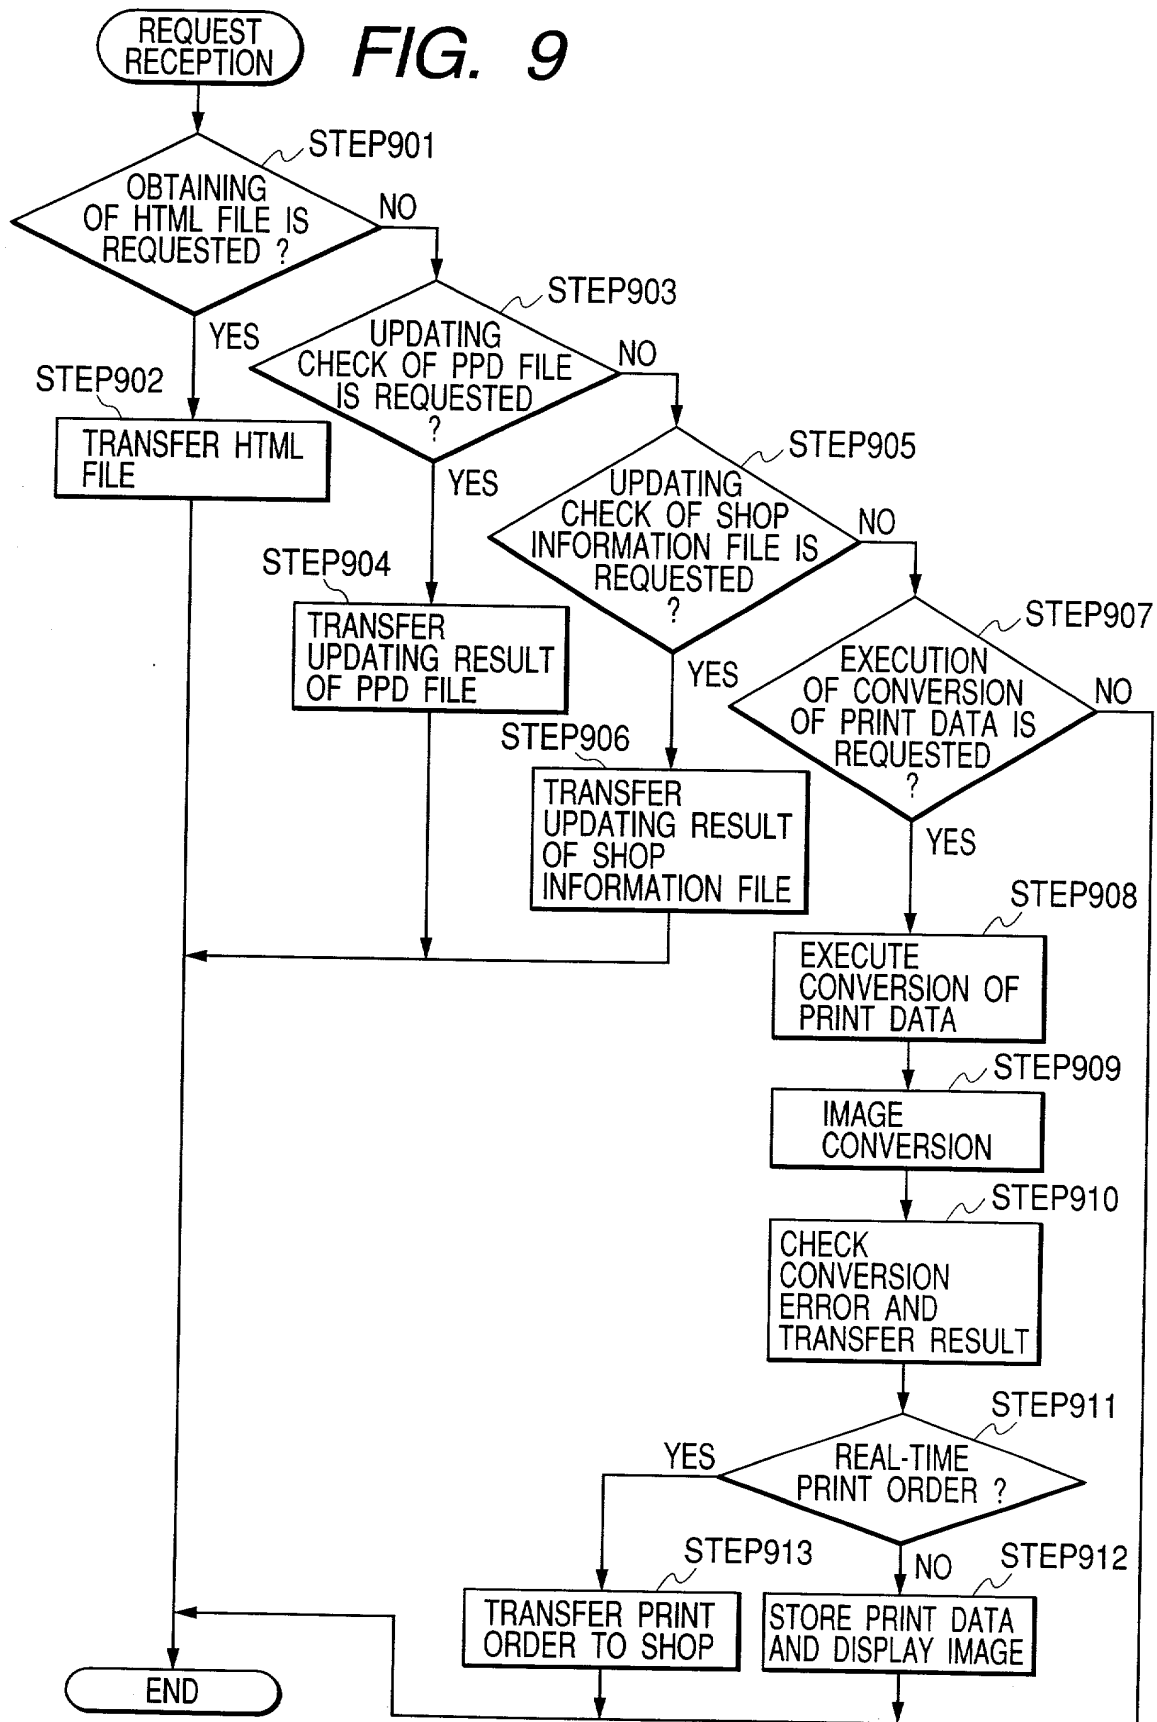 REQUEST
RECEPTION
FIG. 9
STEP901
OBTAINING
OF HTML FILE IS
REQUESTED ?
NO
YES
STEP902
TRANSFER HTML
FILE
STEP903
UPDATING
CHECK OF PPD FILE
IS REQUESTED
?
NO
YES
STEP904
TRANSFER
UPDATING RESULT
OF PPD FILE
STEP905
UPDATING
CHECK OF SHOP
INFORMATION FILE IS
REQUESTED
?
NO
YES
STEP906
TRANSFER
UPDATING RESULT
OF SHOP
INFORMATION FILE
STEP907
EXECUTION
OF CONVERSION
OF PRINT DATA IS
REQUESTED
?
NO
YES
STEP908
EXECUTE
CONVERSION OF
PRINT DATA
STEP909
IMAGE
CONVERSION
STEP910
CHECK
CONVERSION
ERROR AND
TRANSFER RESULT
STEP911
REAL-TIME
PRINT ORDER ?
YES
NO
STEP913
TRANSFER PRINT
ORDER TO SHOP
STEP912
STORE PRINT DATA
AND DISPLAY IMAGE
END